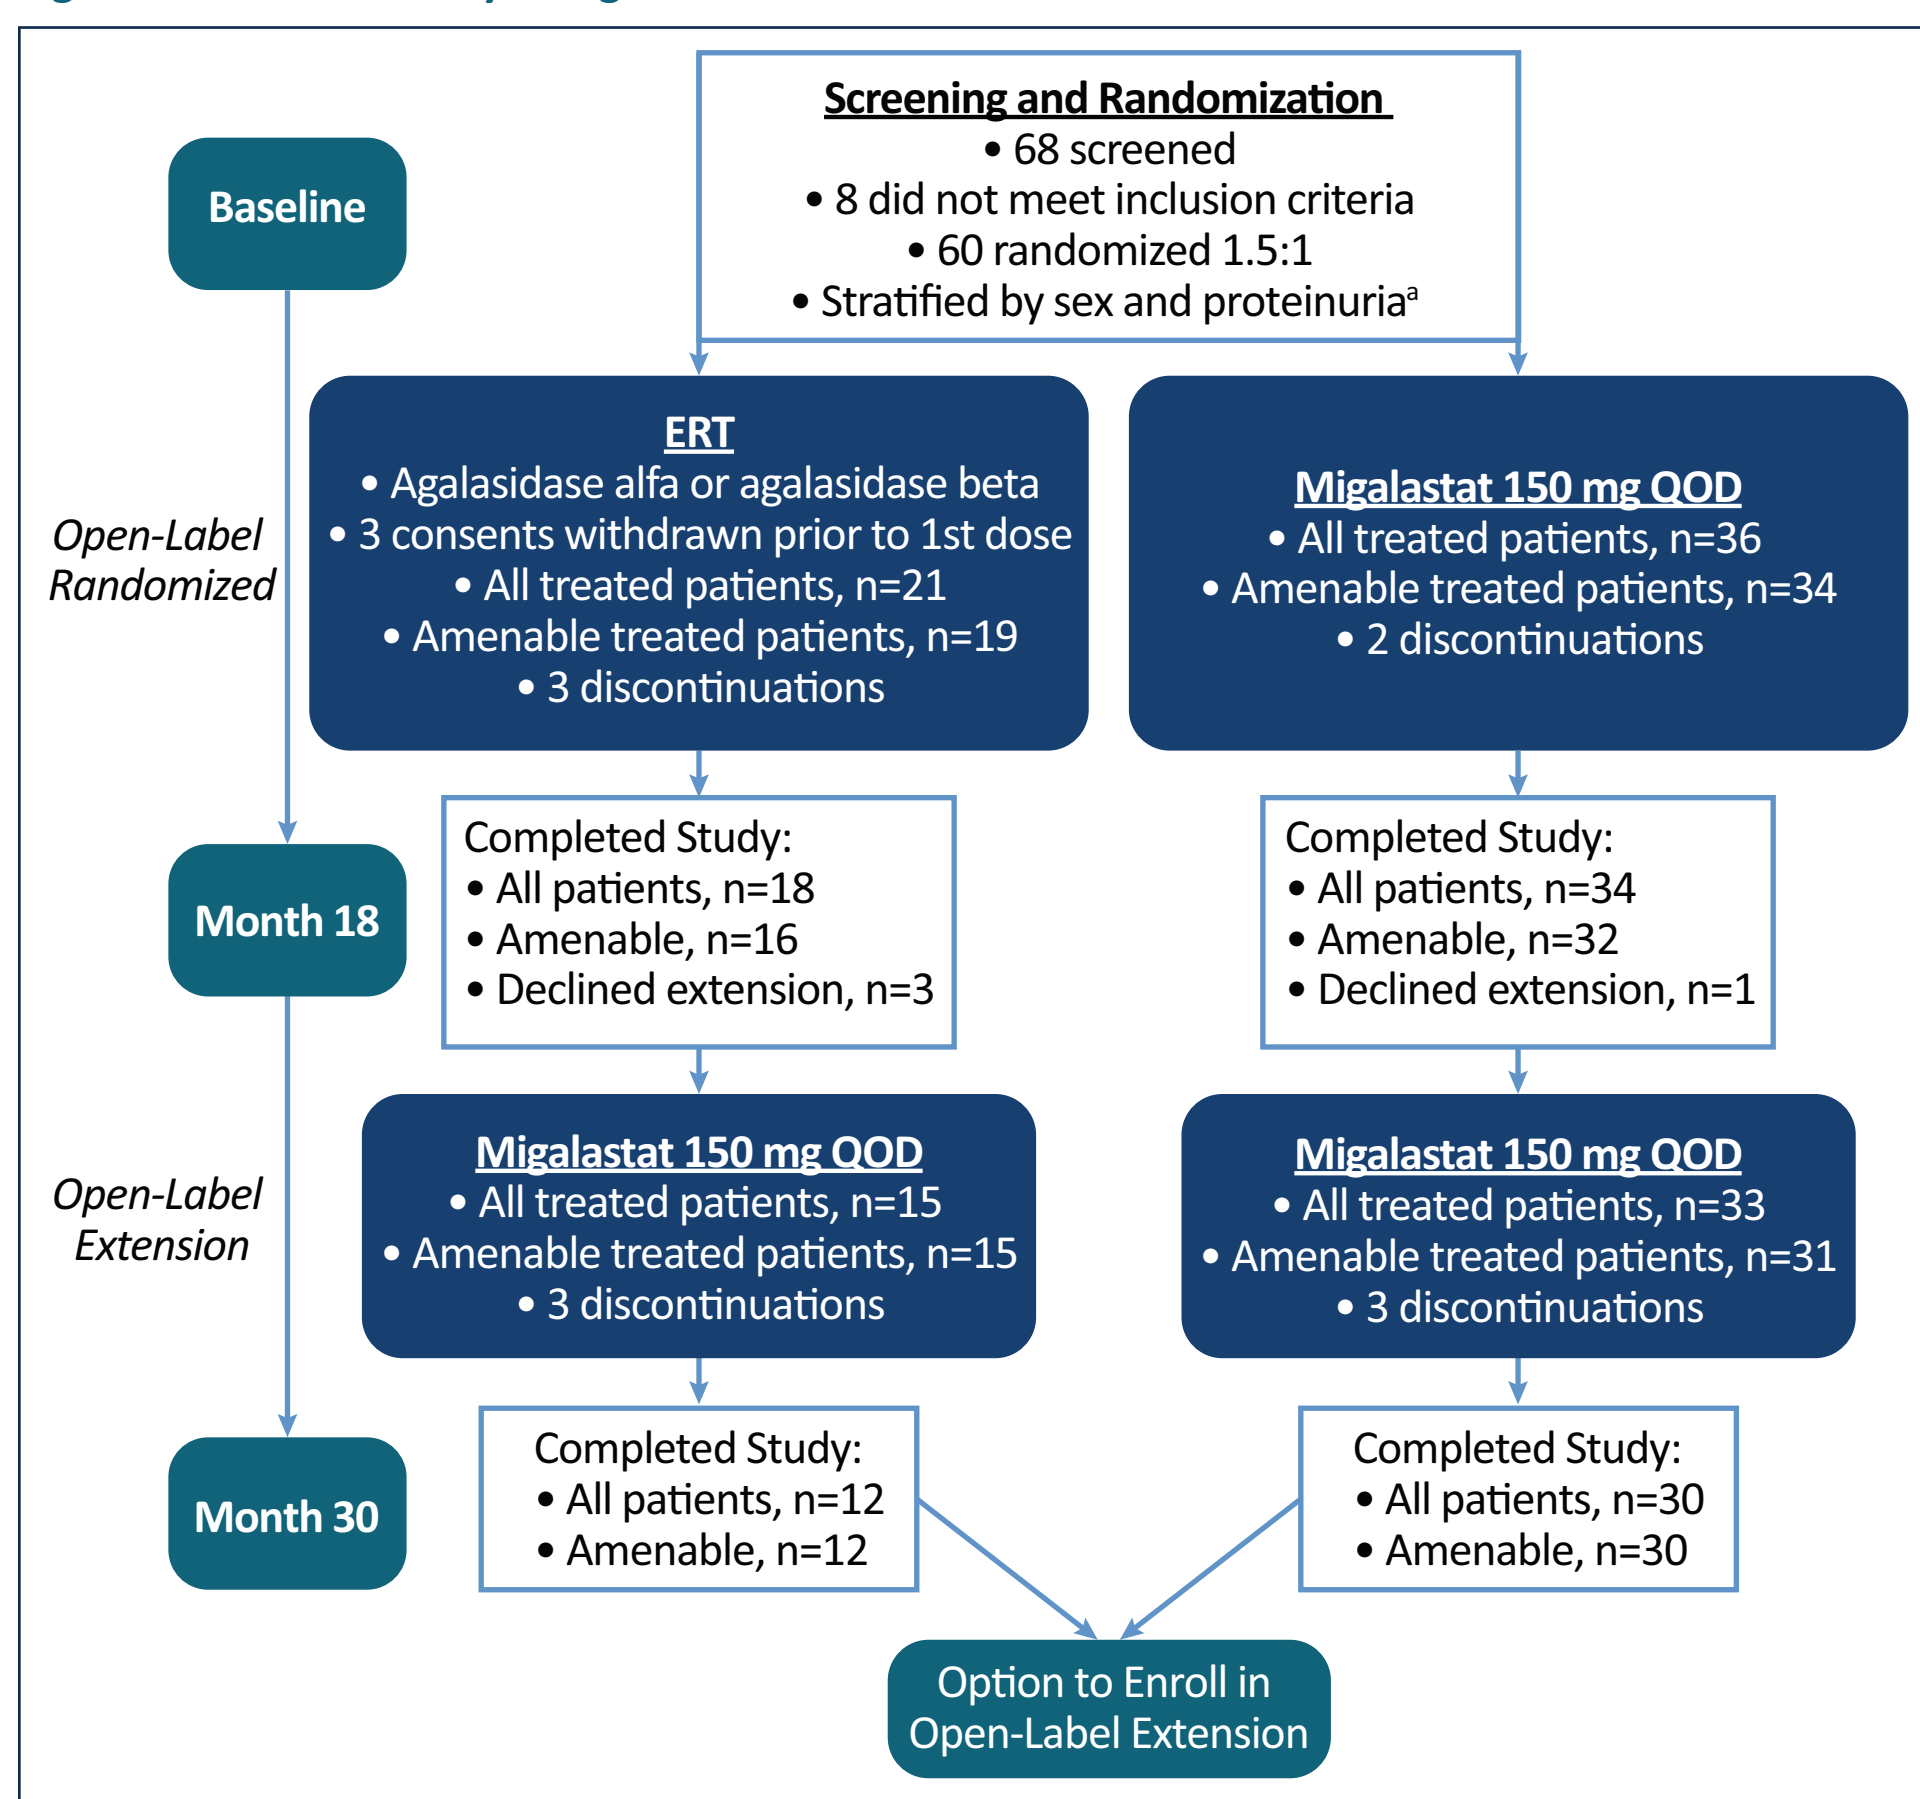 Screening and Randomization
• 68 screened
• 8 did not meet inclusion criteria
• 60 randomized 1.5:1
• Stratified by sex and proteinuriaᵃ
Baseline
Open-Label
Randomized
ERT
• Agalasidase alfa or agalasidase beta
• 3 consents withdrawn prior to 1st dose
• All treated patients, n=21
• Amenable treated patients, n=19
• 3 discontinuations
Migalastat 150 mg QOD
• All treated patients, n=36
• Amenable treated patients, n=34
• 2 discontinuations
Month 18
Completed Study:
• All patients, n=18
• Amenable, n=16
• Declined extension, n=3
Completed Study:
• All patients, n=34
• Amenable, n=32
• Declined extension, n=1
Open-Label
Extension
Migalastat 150 mg QOD
• All treated patients, n=15
• Amenable treated patients, n=15
• 3 discontinuations
Migalastat 150 mg QOD
• All treated patients, n=33
• Amenable treated patients, n=31
• 3 discontinuations
Month 30
Completed Study:
• All patients, n=12
• Amenable, n=12
Completed Study:
• All patients, n=30
• Amenable, n=30
Option to Enroll in
Open-Label Extension